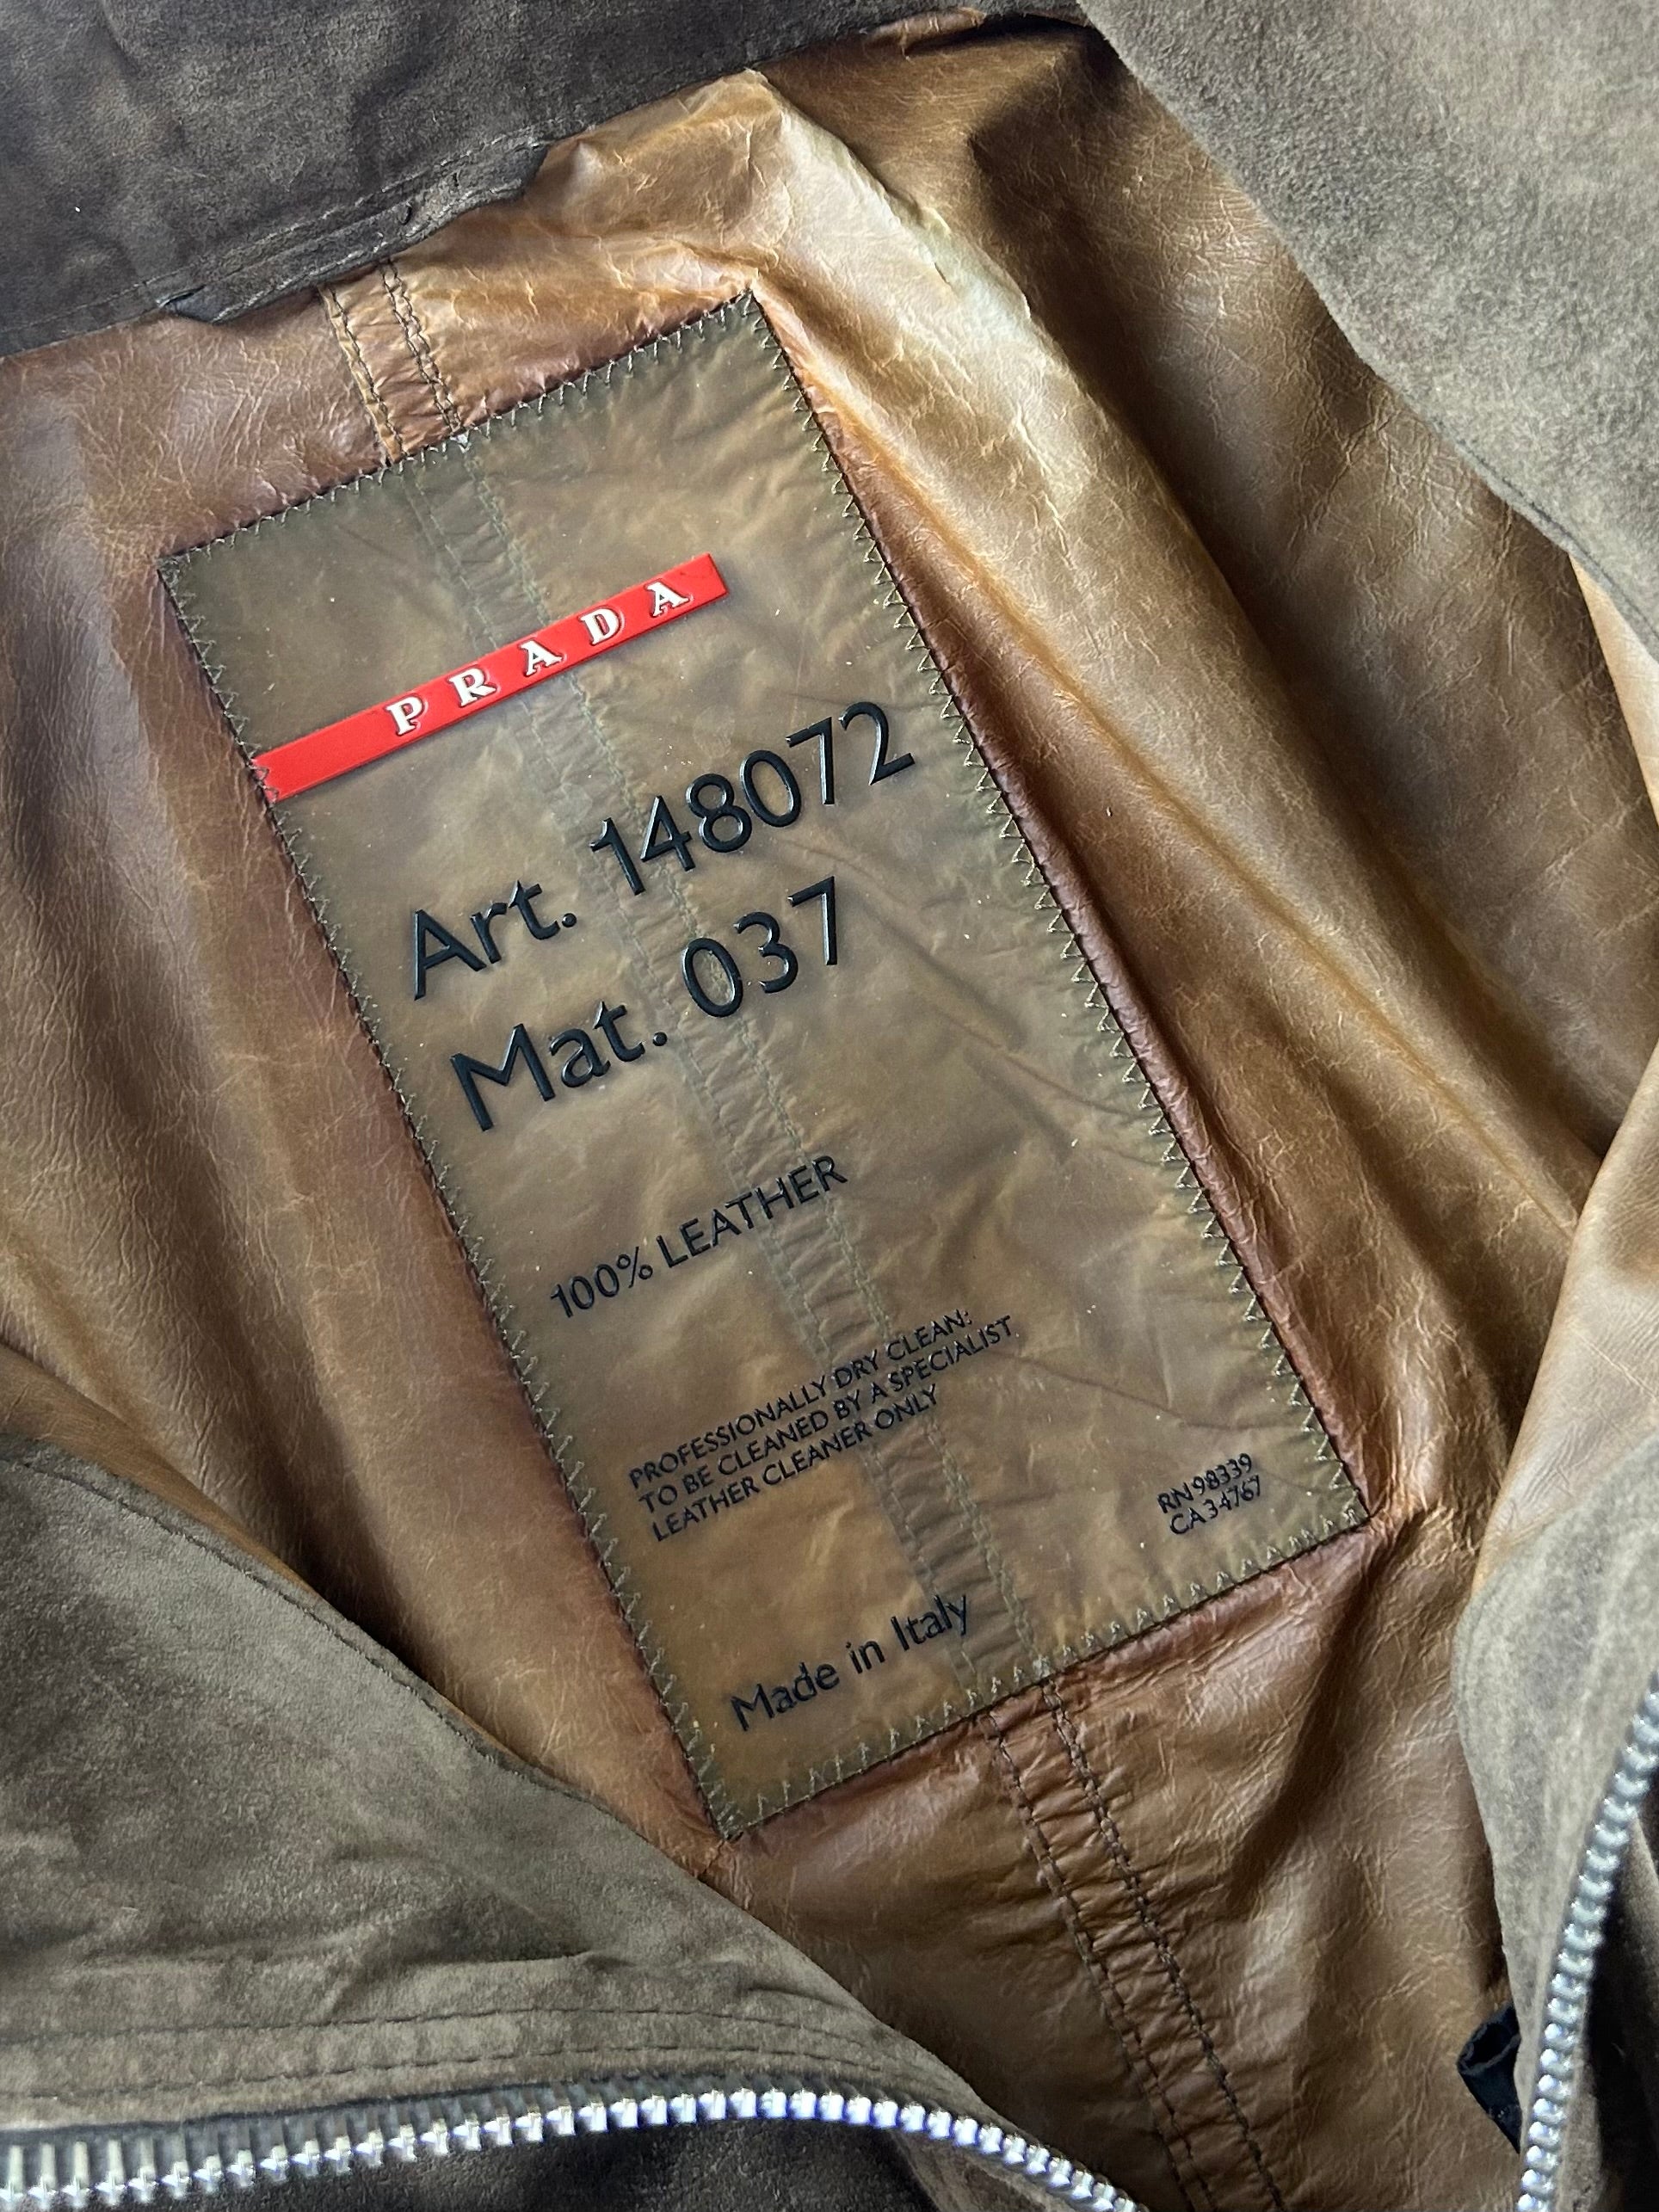 PRADA
Art. 148072
Mat. 037
100% LEATHER
PROFESSIONALLY DRY CLEAN:
TO BE CLEANED BY A SPECIALIST
LEATHER CLEANER ONLY
RN 98339
CA 34767
Made in Italy